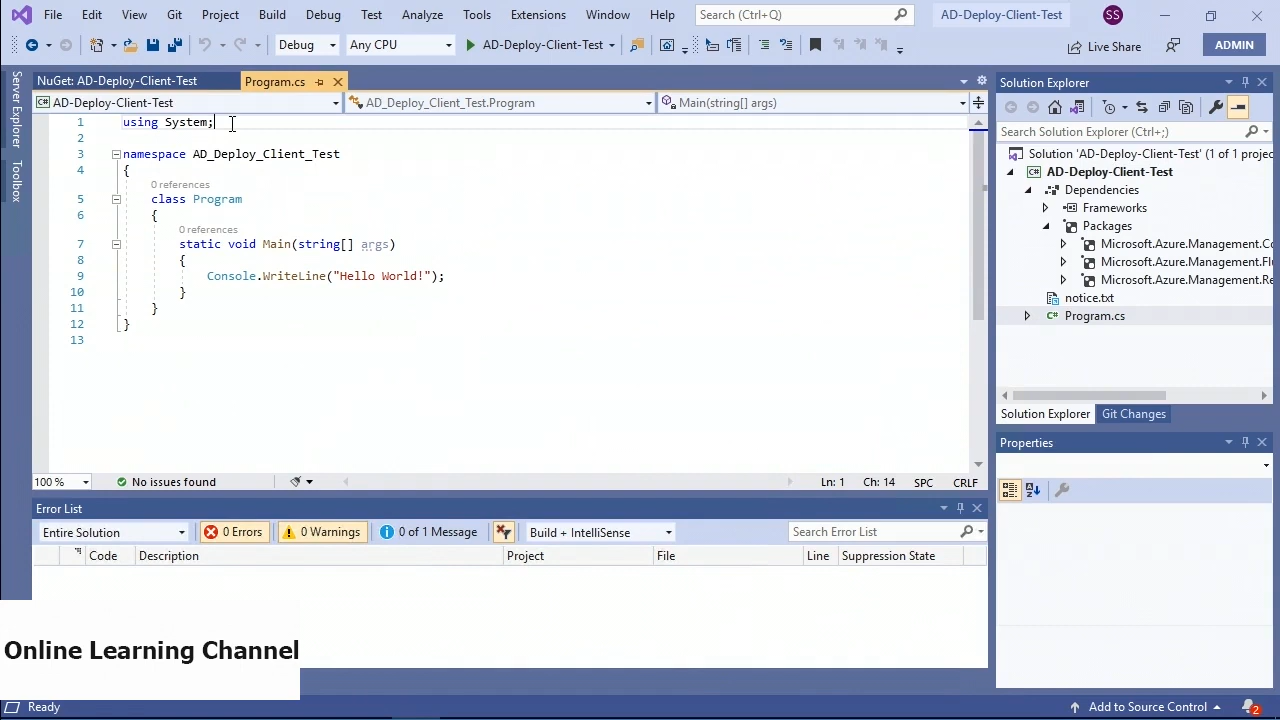 File Edit View Git Project Build Debug Test Analyze Tools Extensions Window Help Search (Ctrl+Q) AD-Deploy-Client-Test SS
Debug Any CPU AD-Deploy-Client-Test Live Share ADMIN
Server Explorer
Toolbox
NuGet: AD-Deploy-Client-Test Program.cs
AD-Deploy-Client-Test AD_Deploy_Client_Test.Program Main(string[] args)
1 using System;
2
3 namespace AD_Deploy_Client_Test
4 {
0 references
5 class Program
6 {
0 references
7 static void Main(string[] args)
8 {
9 Console.WriteLine("Hello World!");
10 }
11 }
12 }
13
100 % No issues found Ln: 1 Ch: 14 SPC CRLF
Solution Explorer
Search Solution Explorer (Ctrl+;)
Solution 'AD-Deploy-Client-Test' (1 of 1 projec
AD-Deploy-Client-Test
Dependencies
Frameworks
Packages
Microsoft.Azure.Management.Co
Microsoft.Azure.Management.Flu
Microsoft.Azure.Management.Re
notice.txt
C# Program.cs
Solution Explorer Git Changes
Properties
Error List
Entire Solution 0 Errors 0 Warnings 0 of 1 Message Build + IntelliSense Search Error List
Code Description Project File Line Suppression State
Online Learning Channel
Ready Add to Source Control 2